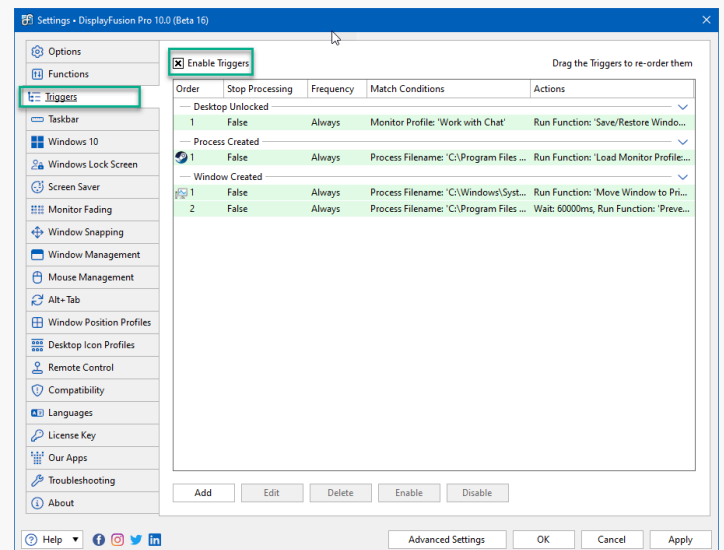 Settings • DisplayFusion Pro 10.0 (Beta 16)
Options
Functions
Triggers
Taskbar
Windows 10
Windows Lock Screen
Screen Saver
Monitor Fading
Window Snapping
Window Management
Mouse Management
Alt+Tab
Window Position Profiles
Desktop Icon Profiles
Remote Control
Compatibility
Languages
License Key
Our Apps
Troubleshooting
About
Enable Triggers
Drag the Triggers to re-order them
Order Stop Processing Frequency Match Conditions Actions
Desktop Unlocked
1 False Always Monitor Profile: 'Work with Chat' Run Function: 'Save/Restore Windo...
Process Created
1 False Always Process Filename: 'C:\Program Files ... Run Function: 'Load Monitor Profile:...
Window Created
1 False Always Process Filename: 'C:\Windows\Syst... Run Function: 'Move Window to Pri...
2 False Always Process Filename: 'C:\Program Files ... Wait: 60000ms, Run Function: 'Preve...
Add Edit Delete Enable Disable
Help Advanced Settings OK Cancel Apply